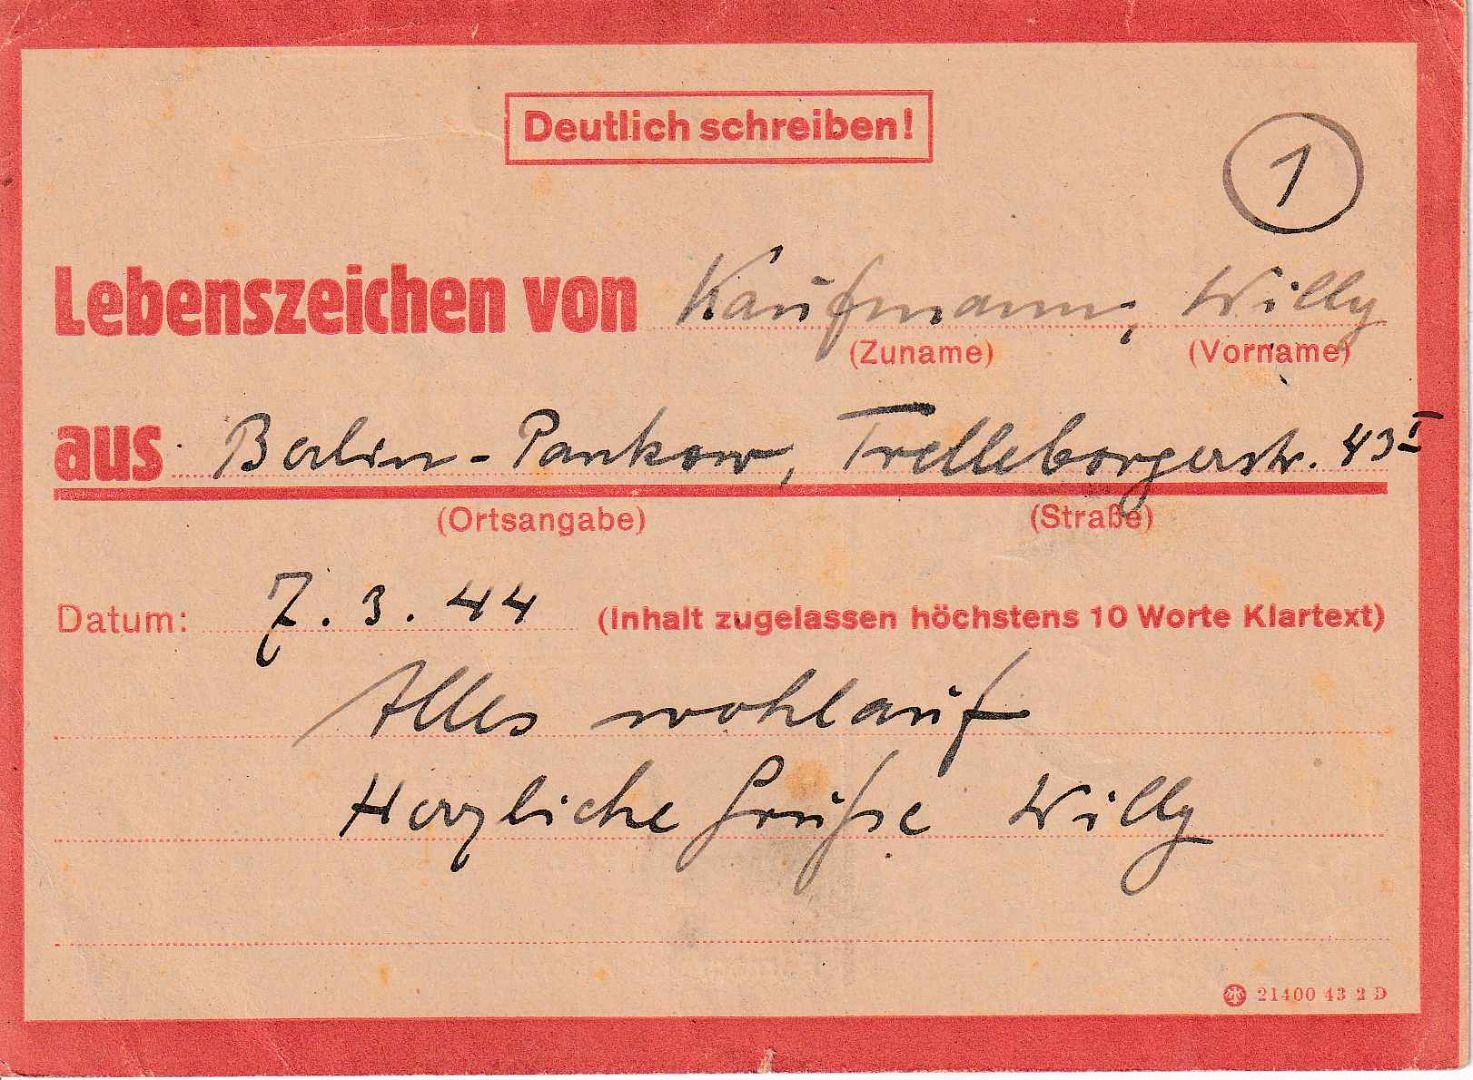 Deutlich schreiben!
1
Lebenszeichen von Kaufmann, Willy
(Zuname) (Vorname)
aus Berlin-Pankow, Trelleborgerstr. 43 I
(Ortsangabe) (Straße)
Datum: 7.3.44 (Inhalt zugelassen höchstens 10 Worte Klartext)
Alles wohlauf
Herzliche Grüße Willy
21400 43 2 D